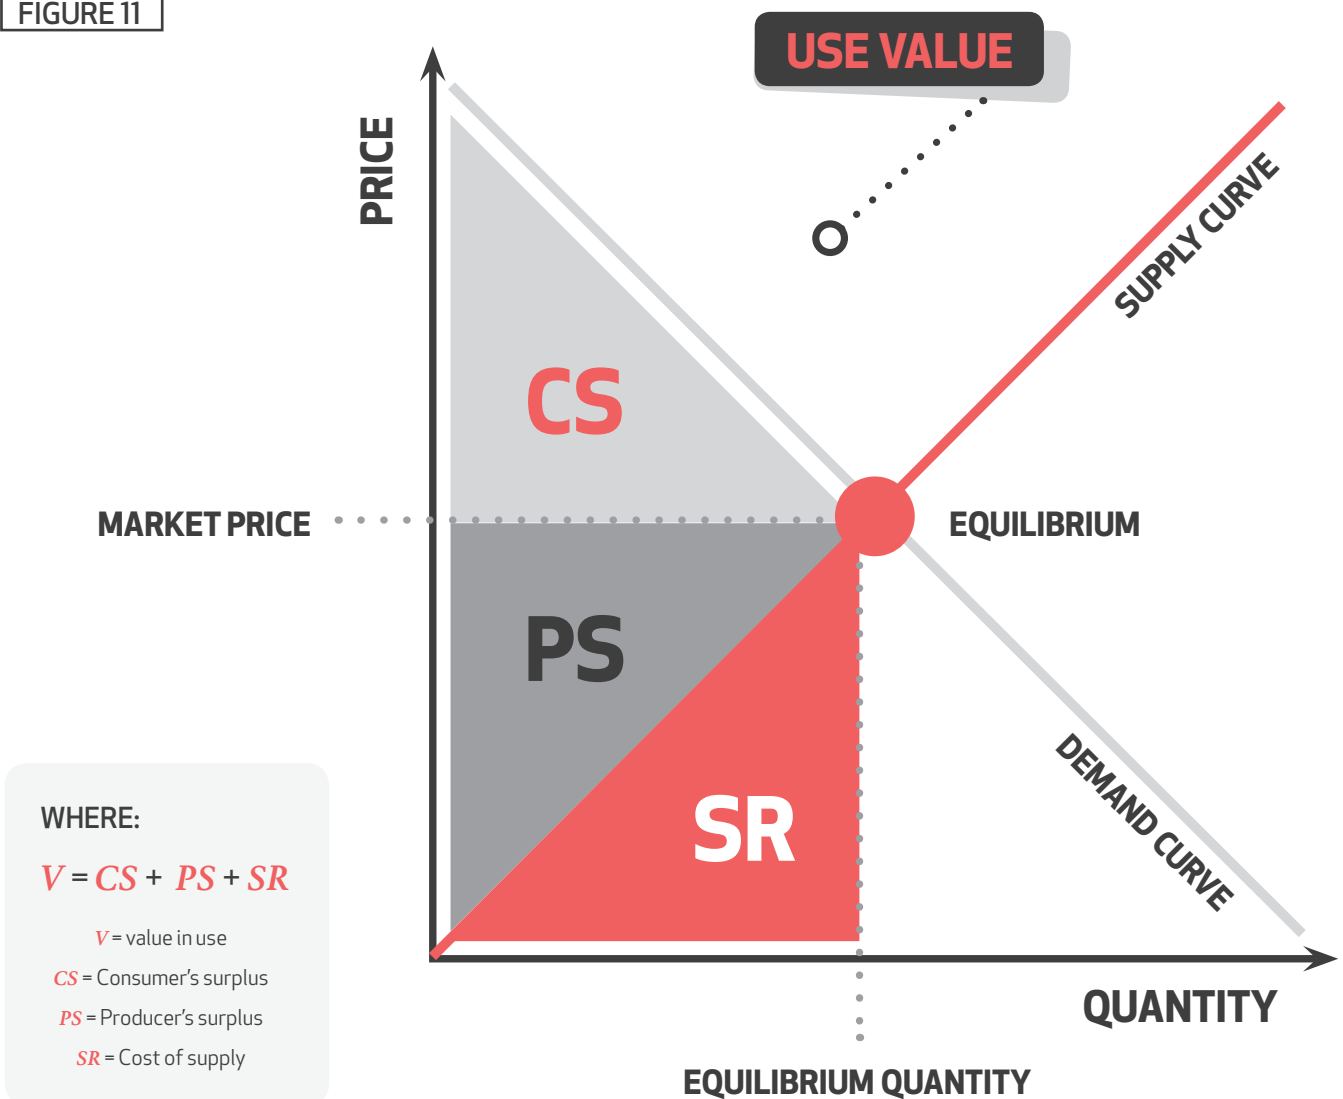 FIGURE 11
USE VALUE
PRICE
SUPPLY CURVE
CS
MARKET PRICE
EQUILIBRIUM
PS
SR
DEMAND CURVE
WHERE:
V = CS + PS + SR
V = value in use
CS = Consumer’s surplus
PS = Producer’s surplus
SR = Cost of supply
QUANTITY
EQUILIBRIUM QUANTITY